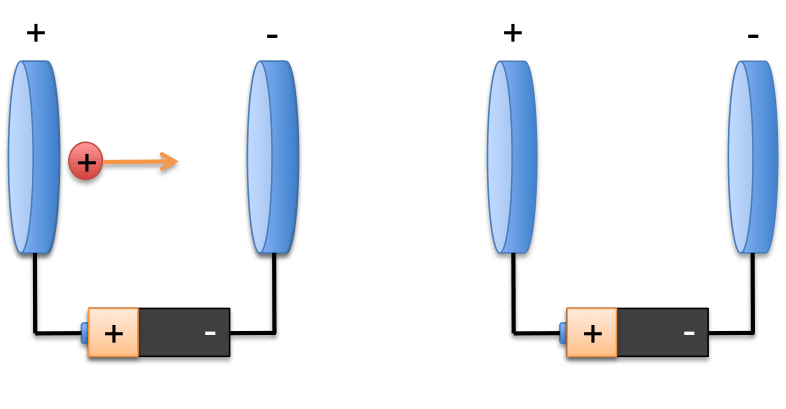 + - + -
+
+ - + -